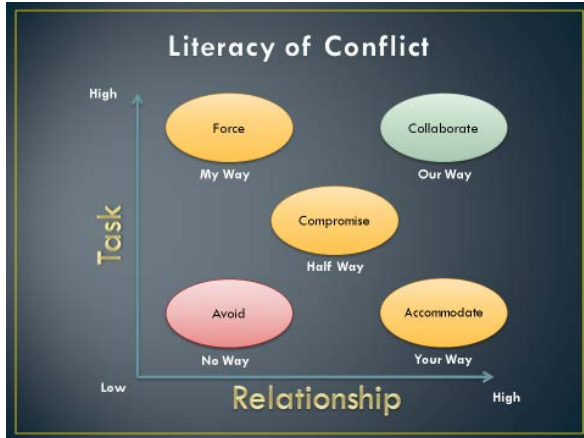 Literacy of Conflict
High
Force
Collaborate
My Way
Our Way
Compromise
Task
Half Way
Avoid
Accommodate
No Way
Your Way
Low
Relationship
High